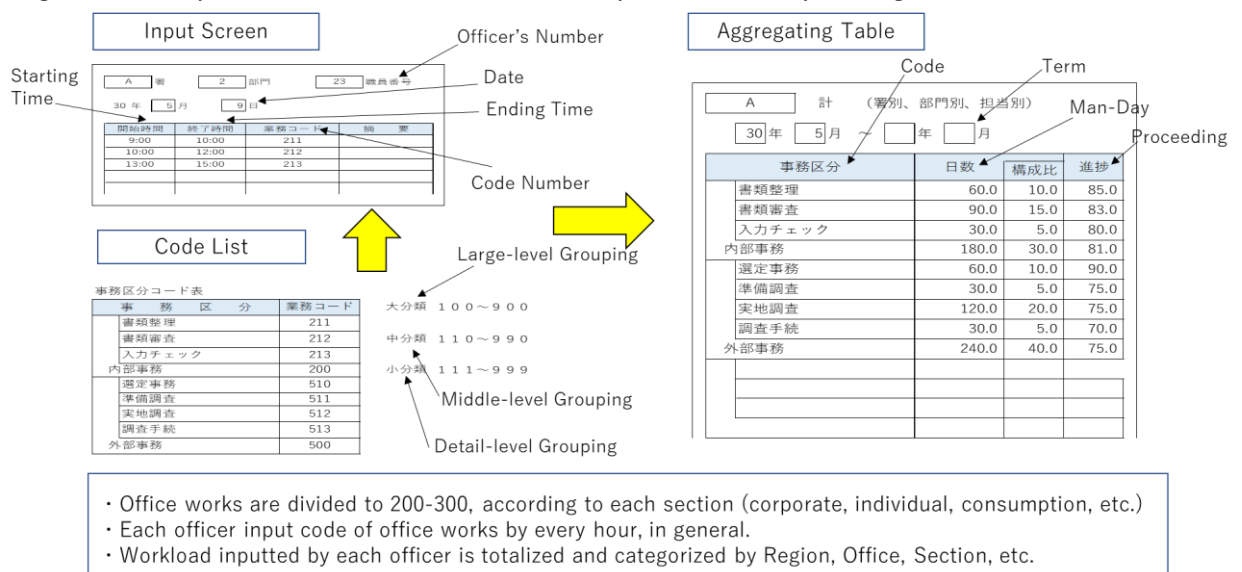 Input Screen
Officer's Number
Starting
Time
A 署 2 部門 23 職員番号
Date
30 年 5 月 9 日
Ending Time
開始時間 終了時間 業務コード 摘 要
9:00 10:00 211
10:00 12:00 212
13:00 15:00 213
Code Number
Code List
Large-level Grouping
事務区分コード表
事 務 区 分 業務コード
大分類 100~900
書類整理 211
書類審査 212
中分類 110~990
入力チェック 213
内部事務 200
小分類 111~999
選定事務 510
準備調査 511
Middle-level Grouping
実地調査 512
調査手続 513
外部事務 500
Detail-level Grouping
Aggregating Table
Code
Term
A 計 (署別、部門別、担当別)
Man-Day
30 年 5 月 ~ 年 月
Proceeding
事務区分 日数 構成比 進捗
書類整理 60.0 10.0 85.0
書類審査 90.0 15.0 83.0
入力チェック 30.0 5.0 80.0
内部事務 180.0 30.0 81.0
選定事務 60.0 10.0 90.0
準備調査 30.0 5.0 75.0
実地調査 120.0 20.0 75.0
調査手続 30.0 5.0 70.0
外部事務 240.0 40.0 75.0
・Office works are divided to 200-300, according to each section (corporate, individual, consumption, etc.)
・Each officer input code of office works by every hour, in general.
・Workload inputted by each officer is totalized and categorized by Region, Office, Section, etc.